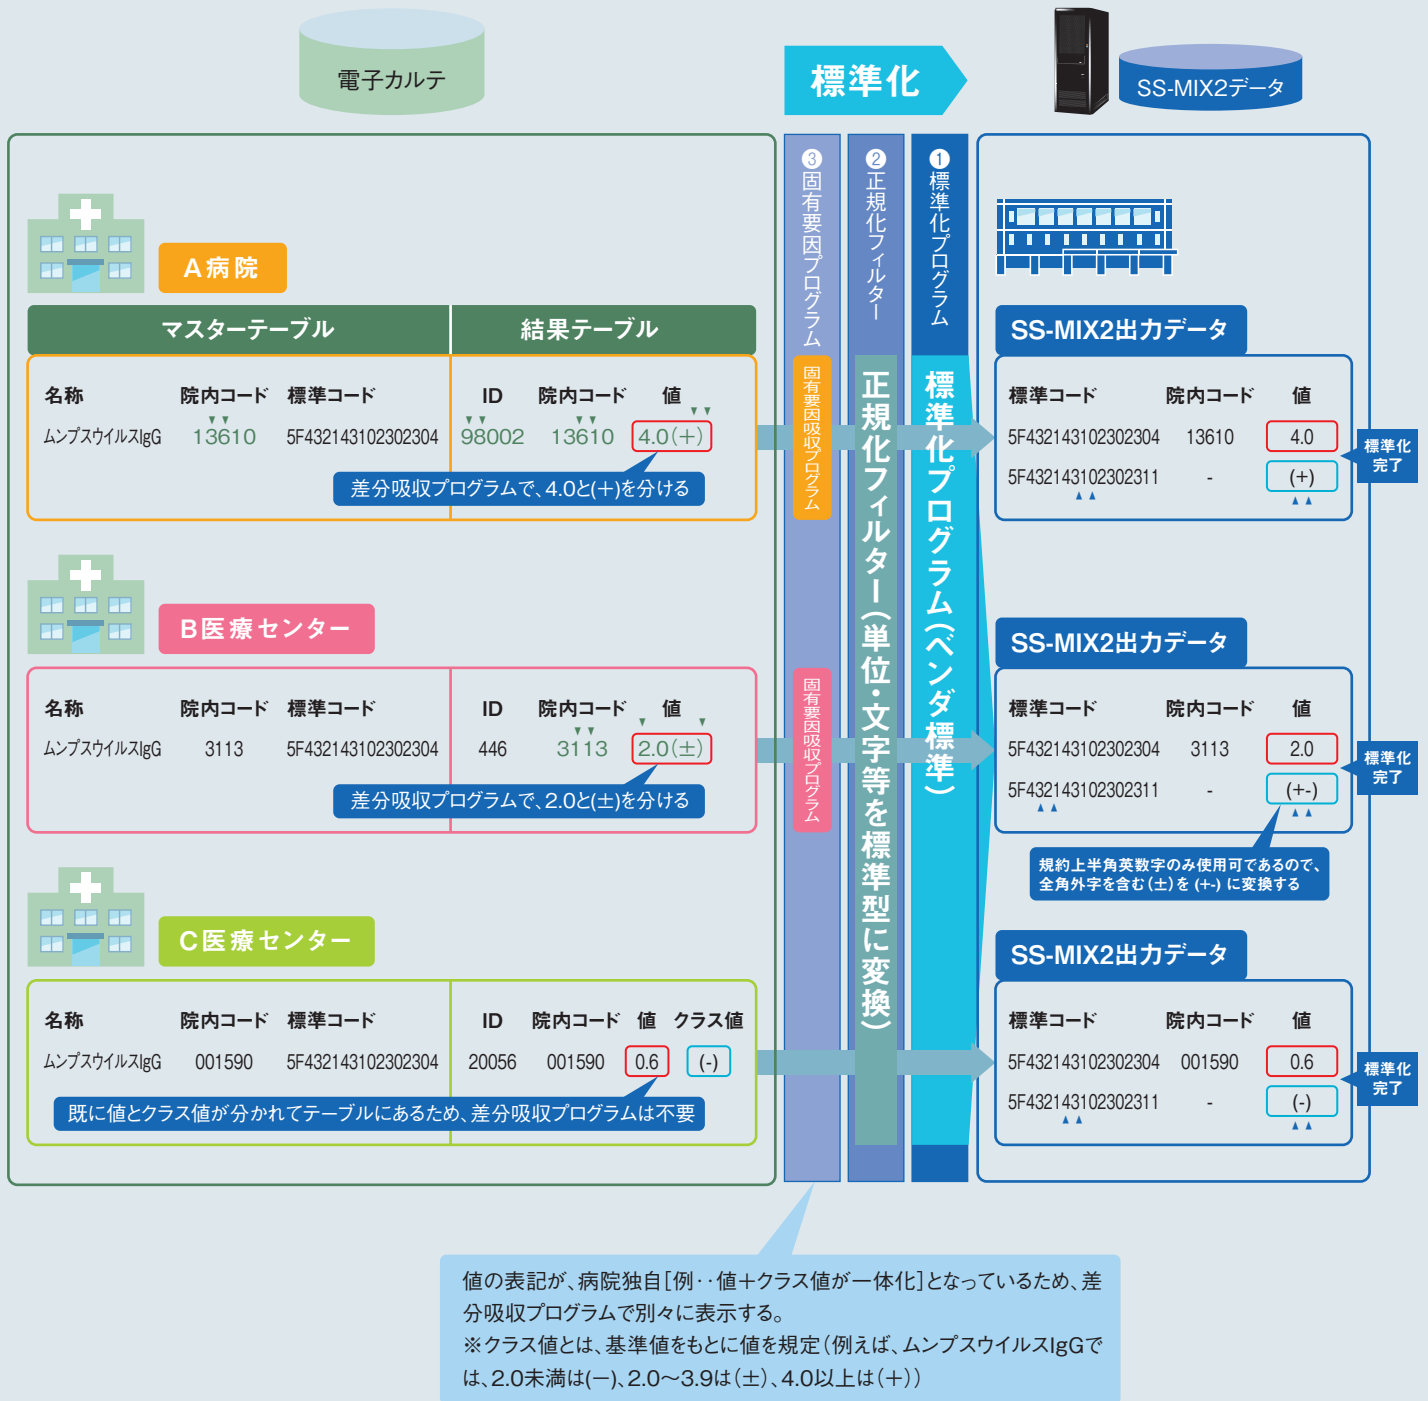 電子カルテ
標準化
SS-MIX2データ
❸固有要因プログラム
❷正規化フィルター
❶標準化プログラム
A病院
マスターテーブル 結果テーブル
名称 院内コード 標準コード ID 院内コード 値
ムンプスウイルスIgG 13610 5F432143102302304 98002 13610 4.0(＋)
差分吸収プログラムで、4.0と(＋)を分ける
固有要因吸収プログラム
正規化フィルター(単位・文字等を標準型に変換)
標準化プログラム(ベンダ標準)
SS-MIX2出力データ
標準コード 院内コード 値
5F432143102302304 13610 4.0
5F432143102302311 - (+)
標準化
完了
B医療センター
名称 院内コード 標準コード ID 院内コード 値
ムンプスウイルスIgG 3113 5F432143102302304 446 3113 2.0(±)
差分吸収プログラムで、2.0と(±)を分ける
固有要因吸収プログラム
SS-MIX2出力データ
標準コード 院内コード 値
5F432143102302304 3113 2.0
5F432143102302311 - (+-)
標準化
完了
規約上半角英数字のみ使用可であるので、
全角外字を含む(±)を (+-) に変換する
C医療センター
名称 院内コード 標準コード ID 院内コード 値 クラス値
ムンプスウイルスIgG 001590 5F432143102302304 20056 001590 0.6 (-)
既に値とクラス値が分かれてテーブルにあるため、差分吸収プログラムは不要
SS-MIX2出力データ
標準コード 院内コード 値
5F432143102302304 001590 0.6
5F432143102302311 - (-)
標準化
完了
値の表記が、病院独自[例‥値＋クラス値が一体化]となっているため、差
分吸収プログラムで別々に表示する。
※クラス値とは、基準値をもとに値を規定(例えば、ムンプスウイルスIgGで
は、2.0未満は(－)、2.0〜3.9は(±)、4.0以上は(＋))